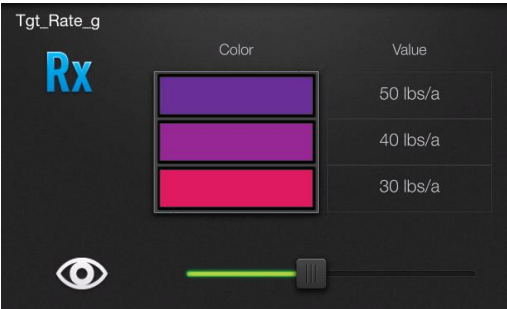 Tgt_Rate_g
Rx
Color Value
50 lbs/a
40 lbs/a
30 lbs/a